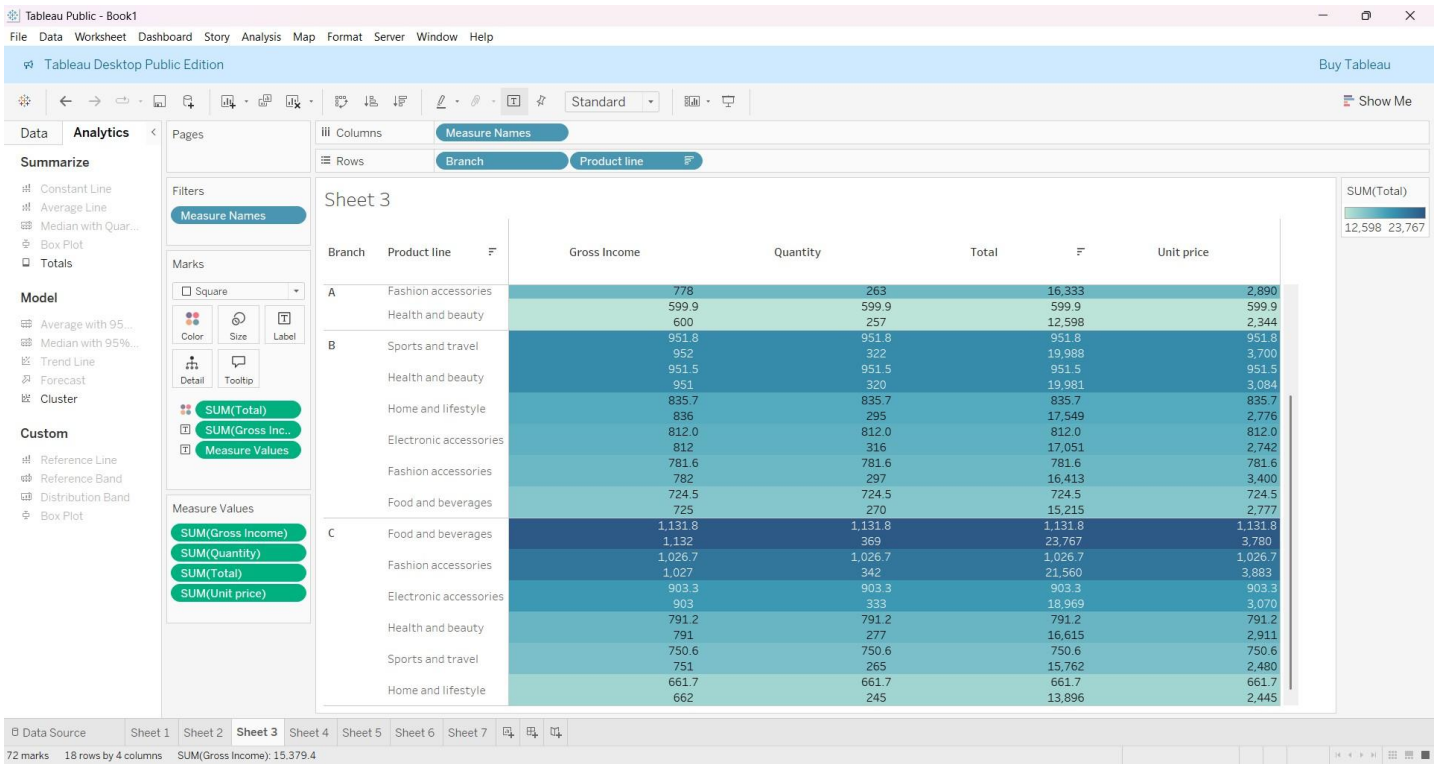 Tableau Public - Book1
File Data Worksheet Dashboard Story Analysis Map Format Server Window Help
Tableau Desktop Public Edition Buy Tableau
Standard Show Me
Data Analytics
Summarize
Constant Line
Average Line
Median with Quar...
Box Plot
Totals
Model
Average with 95...
Median with 95%...
Trend Line
Forecast
Cluster
Custom
Reference Line
Reference Band
Distribution Band
Box Plot
Pages
Filters
Measure Names
Marks
Square
Color Size Label
Detail Tooltip
SUM(Total)
SUM(Gross Inc..
Measure Values
Measure Values
SUM(Gross Income)
SUM(Quantity)
SUM(Total)
SUM(Unit price)
Columns Measure Names
Rows Branch Product line
Sheet 3
Branch Product line Gross Income Quantity Total Unit price
A Fashion accessories 778 263 16,333 2,890
Health and beauty 599.9 599.9 599.9 599.9
600 257 12,598 2,344
B Sports and travel 951.8 951.8 951.8 951.8
952 322 19,988 3,700
Health and beauty 951.5 951.5 951.5 951.5
951 320 19,981 3,084
Home and lifestyle 835.7 835.7 835.7 835.7
836 295 17,549 2,776
Electronic accessories 812.0 812.0 812.0 812.0
812 316 17,051 2,742
Fashion accessories 781.6 781.6 781.6 781.6
782 297 16,413 3,400
Food and beverages 724.5 724.5 724.5 724.5
725 270 15,215 2,777
C Food and beverages 1,131.8 1,131.8 1,131.8 1,131.8
1,132 369 23,767 3,780
Fashion accessories 1,026.7 1,026.7 1,026.7 1,026.7
1,027 342 21,560 3,883
Electronic accessories 903.3 903.3 903.3 903.3
903 333 18,969 3,070
Health and beauty 791.2 791.2 791.2 791.2
791 277 16,615 2,911
Sports and travel 750.6 750.6 750.6 750.6
751 265 15,762 2,480
Home and lifestyle 661.7 661.7 661.7 661.7
662 245 13,896 2,445
SUM(Total)
12,598 23,767
Data Source Sheet 1 Sheet 2 Sheet 3 Sheet 4 Sheet 5 Sheet 6 Sheet 7
72 marks 18 rows by 4 columns SUM(Gross Income): 15,379.4